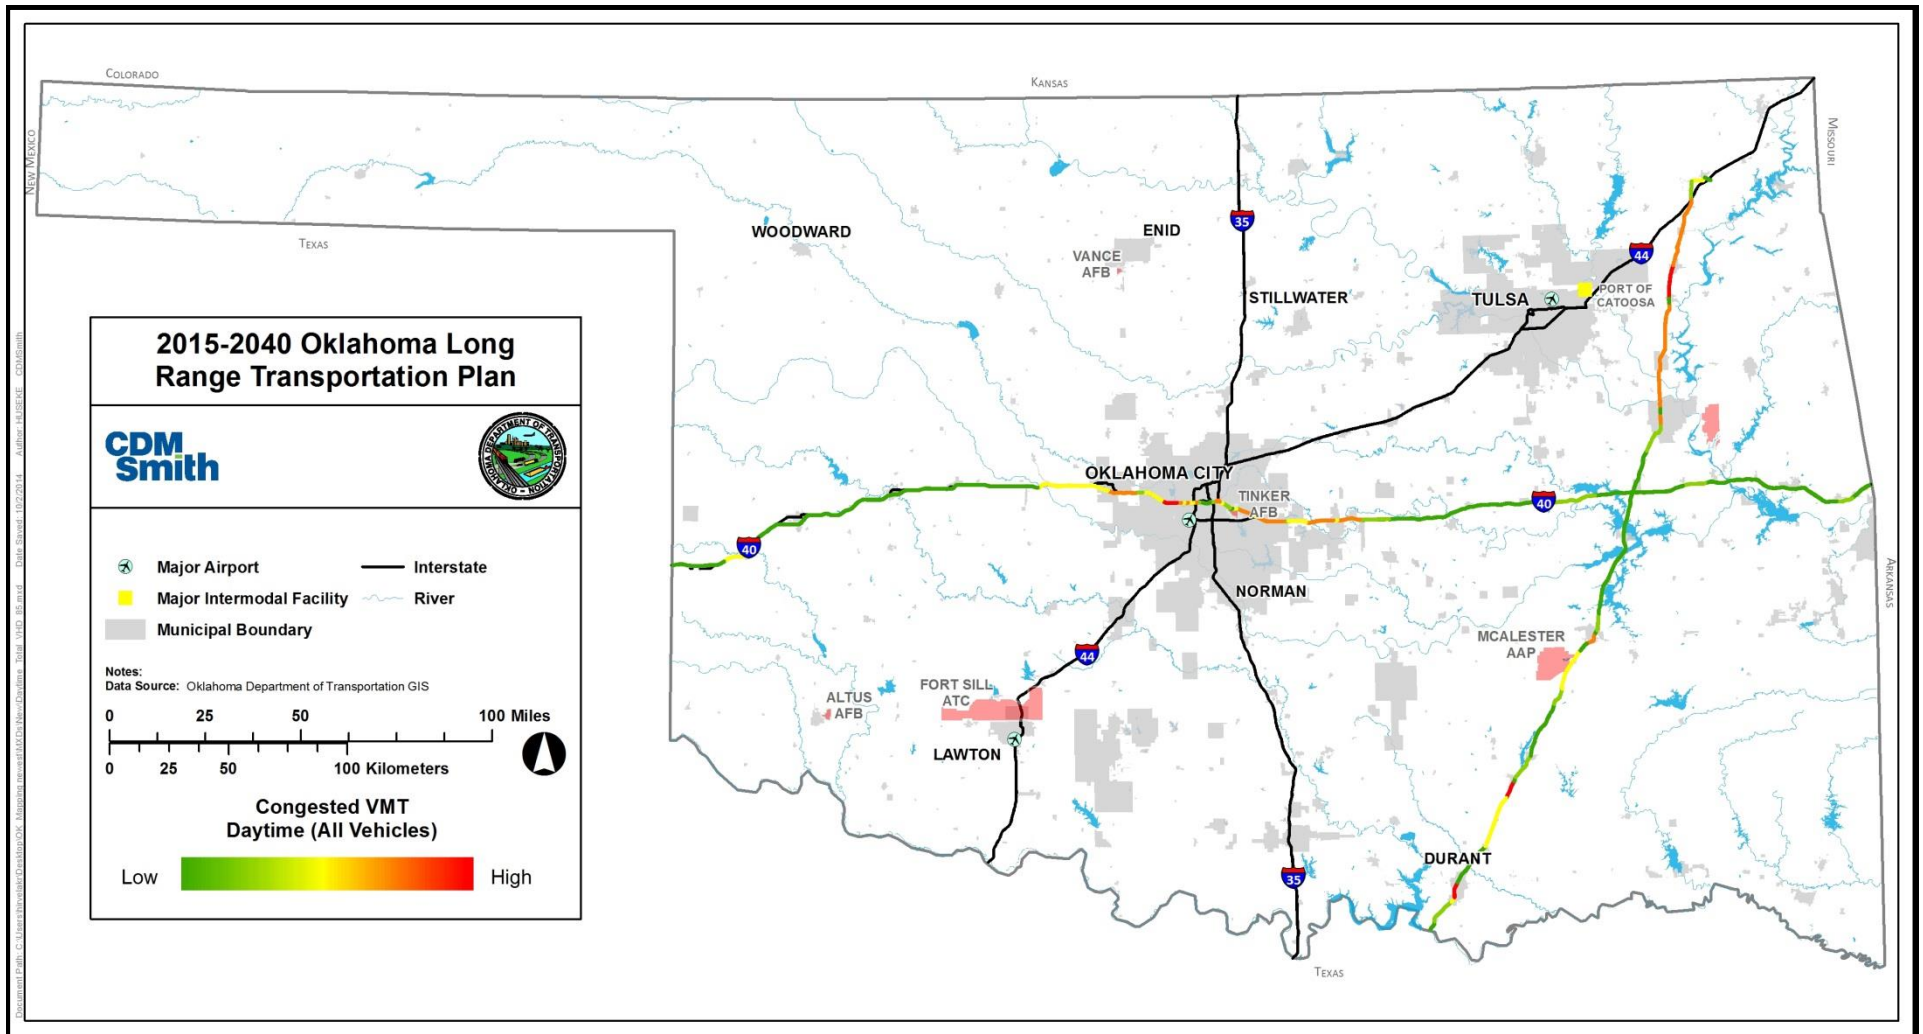 COLORADO
KANSAS
NEW MEXICO
MISSOURI
TEXAS
WOODWARD
ENID
VANCE
AFB
35
STILLWATER
44
TULSA
PORT OF
CATOOSA
2015-2040 Oklahoma Long
Range Transportation Plan
CDM
Smith
OKLAHOMA DEPARTMENT OF TRANSPORTATION
OKLAHOMA CITY
TINKER
AFB
40
40
NORMAN
ARKANSAS
Major Airport
Interstate
Major Intermodal Facility
River
Municipal Boundary
MCALESTER
AAP
44
Notes:
Data Source: Oklahoma Department of Transportation GIS
ALTUS
AFB
FORT SILL
ATC
0 25 50 100 Miles
0 25 50 100 Kilometers
LAWTON
Congested VMT
Daytime (All Vehicles)
Low High
DURANT
35
TEXAS